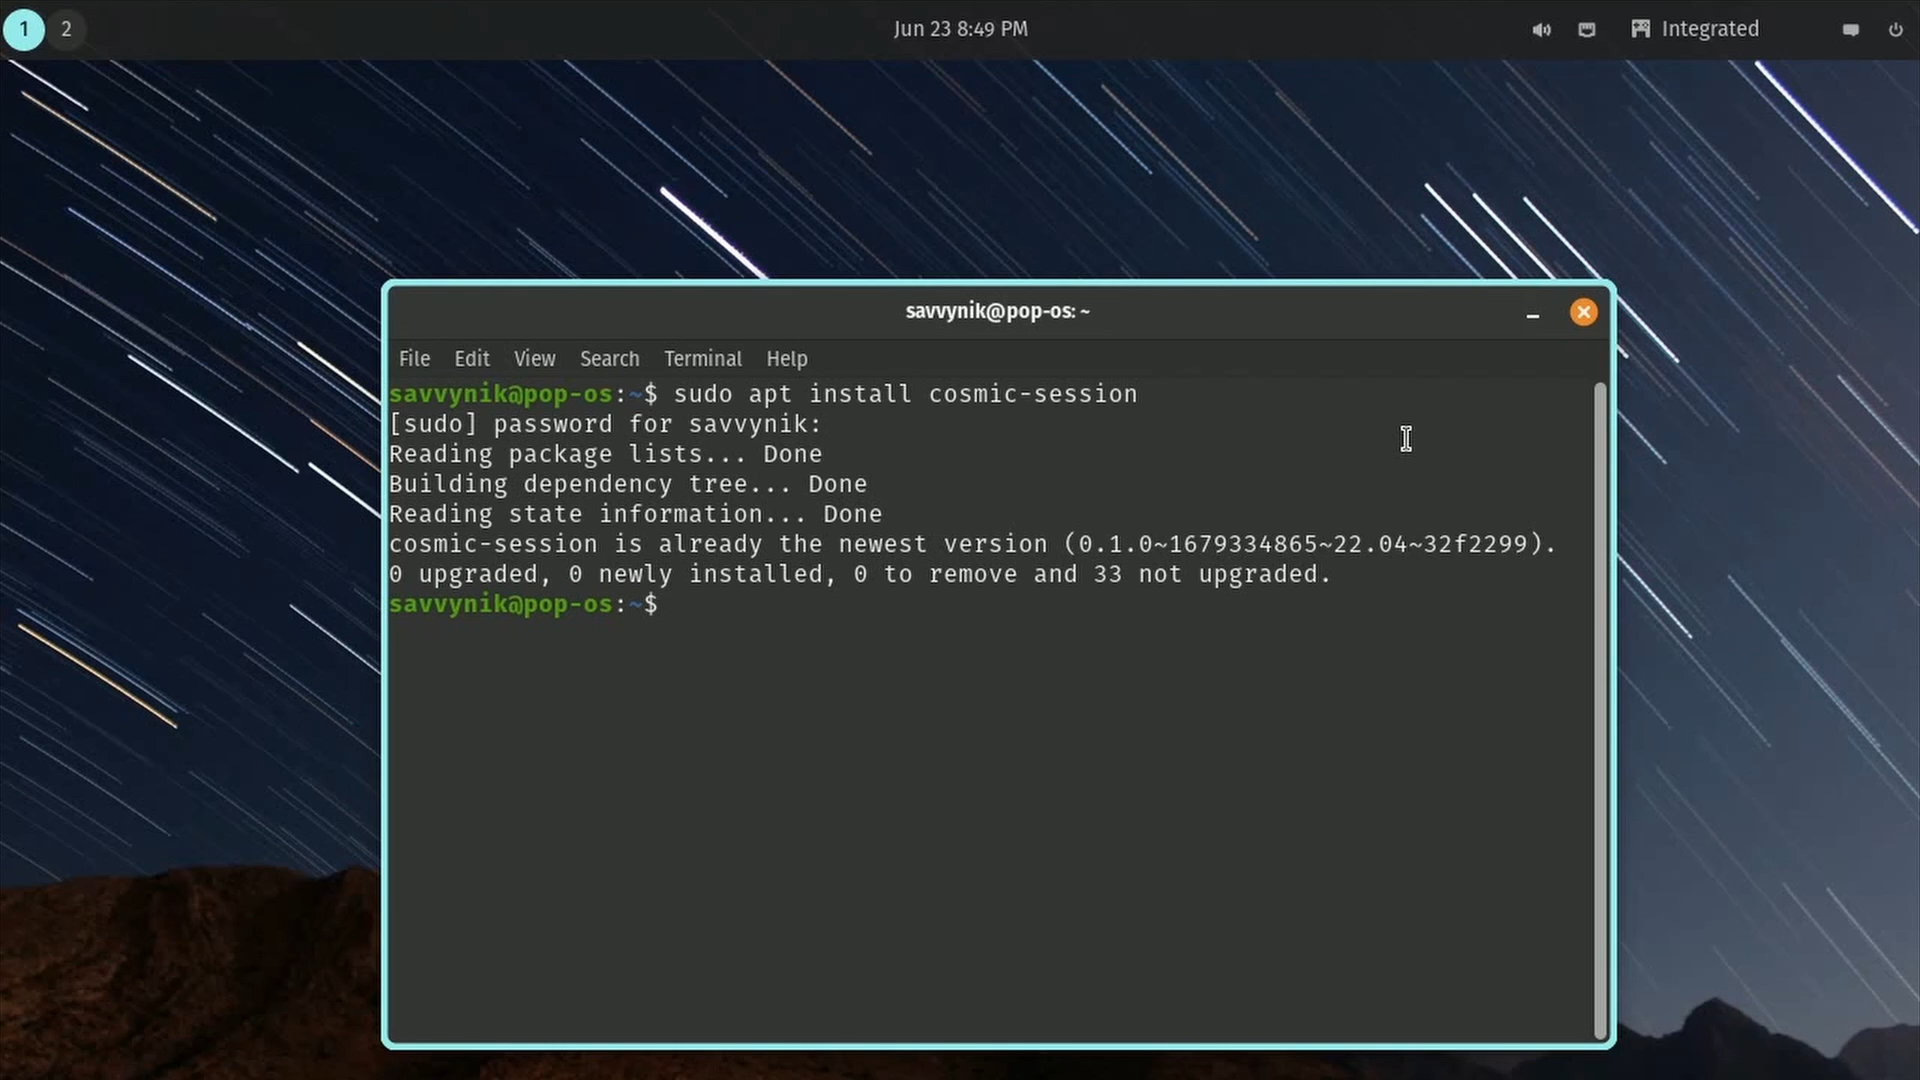 1 2 Jun 23 8:49 PM Integrated
savvynik@pop-os: ~
File Edit View Search Terminal Help
savvynik@pop-os:~$ sudo apt install cosmic-session
[sudo] password for savvynik:
Reading package lists... Done
Building dependency tree... Done
Reading state information... Done
cosmic-session is already the newest version (0.1.0~1679334865~22.04~32f2299).
0 upgraded, 0 newly installed, 0 to remove and 33 not upgraded.
savvynik@pop-os:~$